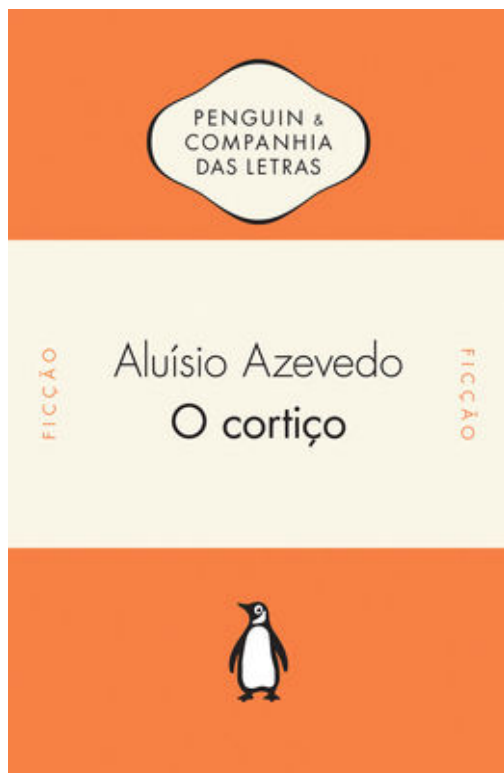 PENGUIN &
COMPANHIA
DAS LETRAS
FICÇÃO
Aluísio Azevedo
O cortiço
FICÇÃO